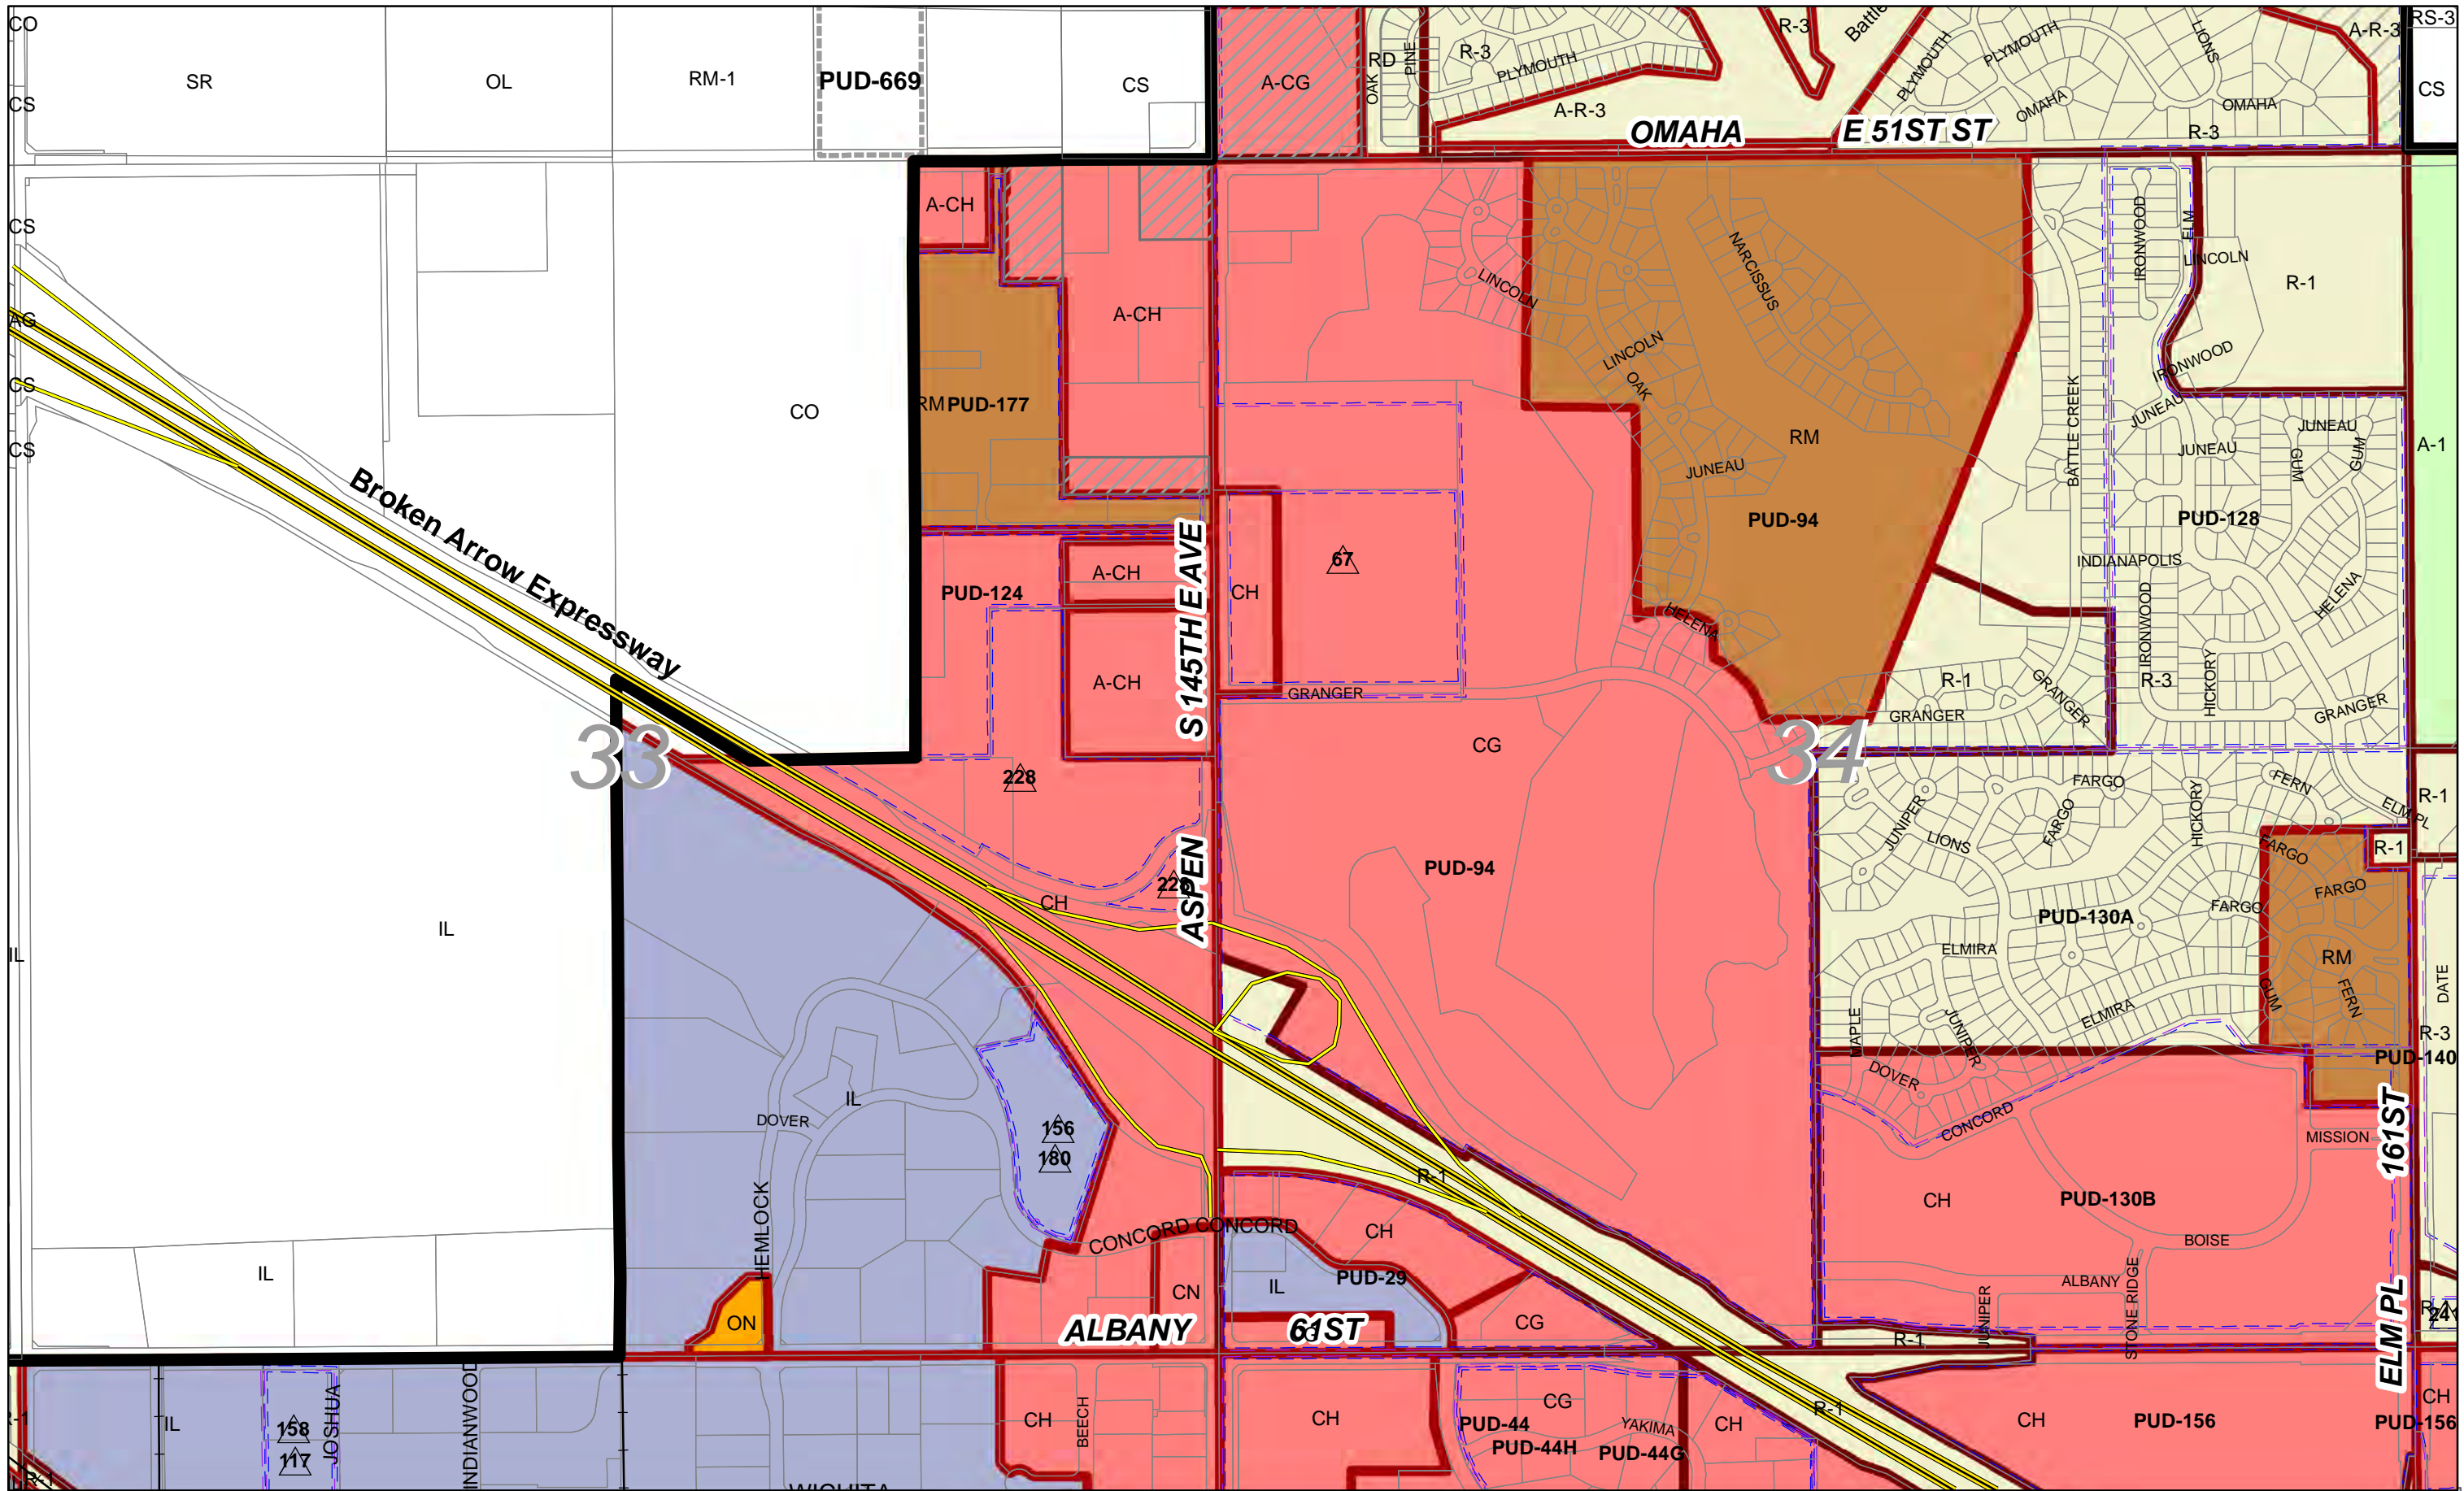 CO
SR
OL
RM-1
PUD-669
CS
A-CG
RD
OAK
PINE
R-3
PLYMOUTH
A-R-3
R-3
Battle
PLYMOUTH
PLYMOUTH
LIONS
OMAHA
OMAHA
R-3
A-R-3
RS-3
CS
CS
OMAHA
E 51ST ST
CS
AG
CS
CS
A-CH
A-CH
RM
PUD-177
CO
LINCOLN
LINCOLN
OAK
NARCISSUS
RM
JUNEAU
PUD-94
HELENA
BATTLE CREEK
IRONWOOD
ELM
LINCOLN
R-1
IRONWOOD
JUNEAU
JUNEAU
JUNEAU
GUM
GUM
A-1
PUD-128
INDIANAPOLIS
IRONWOOD
HELENA
HICKORY
R-3
GRANGER
R-1
GRANGER
GRANGER
Broken Arrow Expressway
PUD-124
A-CH
A-CH
S 145TH E AVE
CH
67
GRANGER
CG
33
34
228
228
ASPEN
CH
PUD-94
FARGO
FERN
ELM PL
R-1
JUNIPER
LIONS
FARGO
HICKORY
FARGO
R-1
FARGO
FARGO
PUD-130A
ELMIRA
ELMIRA
RM
GUM
FERN
DATE
R-3
PUD-140
MAPLE
JUNIPER
DOVER
CONCORD
IL
IL
IL
DOVER
IL
156
180
HEMLOCK
R-1
CONCORD
CONCORD
CH
CH
PUD-130B
MISSION
161ST
BOISE
ALBANY
JUNIPER
STONE RIDGE
ELM PL
241
IL
ON
CN
IL
PUD-29
CG
ALBANY
61ST
R-1
IL
158
117
JOSHUA
INDIANWOOD
WICHITA
CH
BEECH
CH
PUD-44
CG
PUD-44H
YAKIMA
PUD-44G
CH
R-1
CH
PUD-156
CH
PUD-156
R-1
R-1